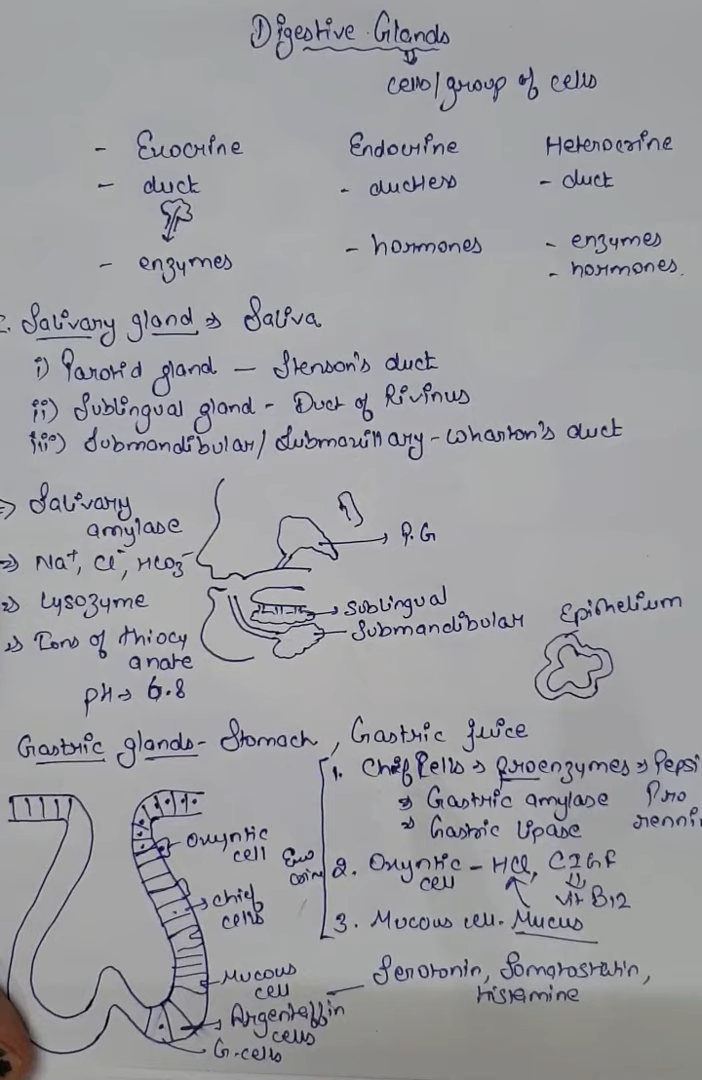 Digestive Glands
cells/group of cells
- Exocrine Endocrine Heterocrine
- duct - ductless - duct
- enzymes - hormones - enzymes
- hormones.
Salivary gland → Saliva
i) Parotid gland - Stenson's duct
ii) Sublingual gland - Duct of Rivinus
iii) Submandibular/Submaxillary - Wharton's duct
⇒ Salivary
amylase
⇒ Na⁺, Cl⁻, HCO₃⁻
⇒ Lysozyme
⇒ Ions of thiocy
anate
pH → 6.8
P.G
Sublingual
Submandibular
Epithelium
Gastric glands - Stomach, Gastric juice
1. Chief Cells → Proenzymes → Pepsi
⇒ Gastric amylase Pro
⇒ Gastric lipase renni
2. Oxyntic - HCl, CIGF
cell
Vit B12
3. Mucous cell - Mucus
Exo
crine
Oxyntic
cell
chief
cells
Mucous
cell
Argentaffin
cells
G-cells
Serotonin, Somatostatin,
Histamine